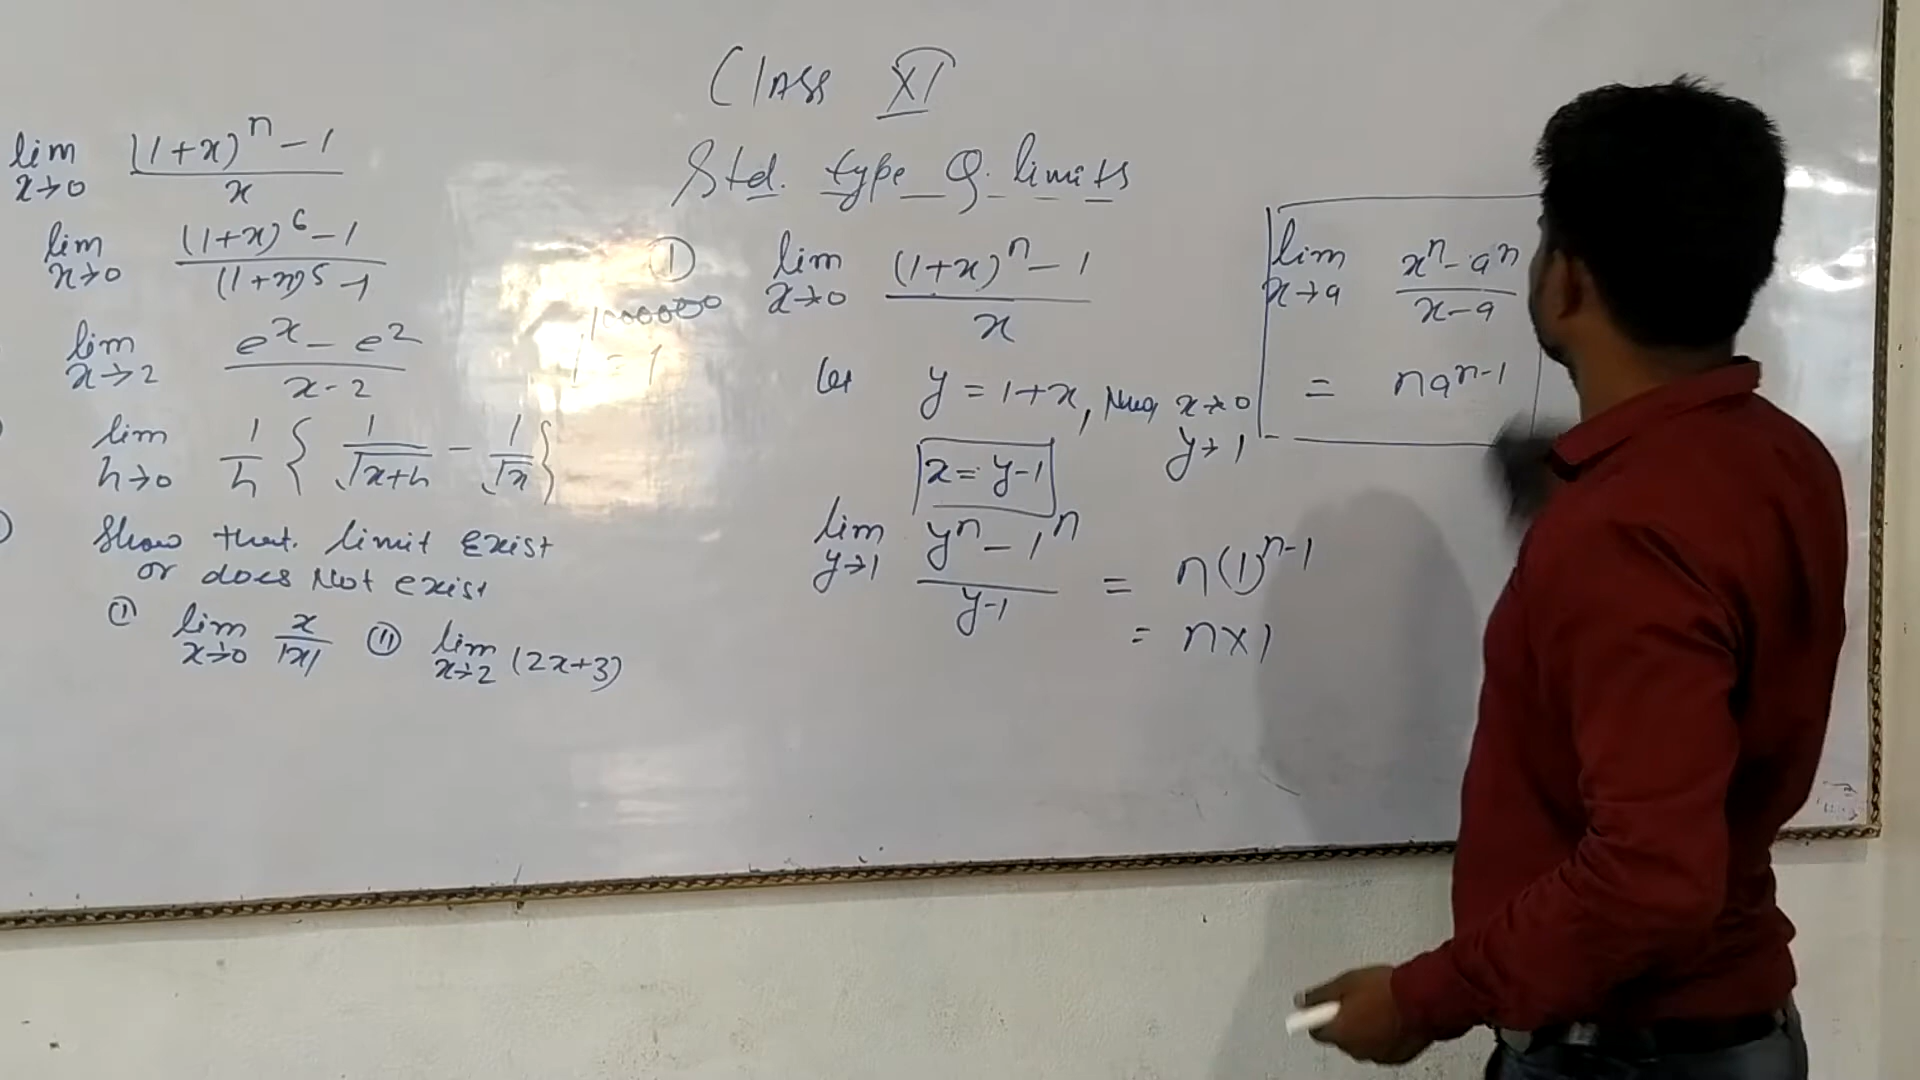 Class XI
Std. type Q. limits
lim x→0 ((1+x)^n - 1)/x
lim x→0 ((1+x)^6 - 1)/((1+x)^5 - 1)
lim x→2 (e^x - e^2)/(x-2)
lim h→0 1/h { 1/√(x+h) - 1/√x }
Show that. limit Exist
or does Not exist
(i) lim x→0 x/|x| (ii) lim x→2 (2x+3)
① lim x→0 ((1+x)^n - 1)/x
1000000
1 = 1
let y = 1+x, x→0
y→1
x = y-1
lim y→1 (y^n - 1^n)/(y-1) = n(1)^(n-1)
= n×1
lim x→a (x^n - a^n)/(x-a)
= na^(n-1)